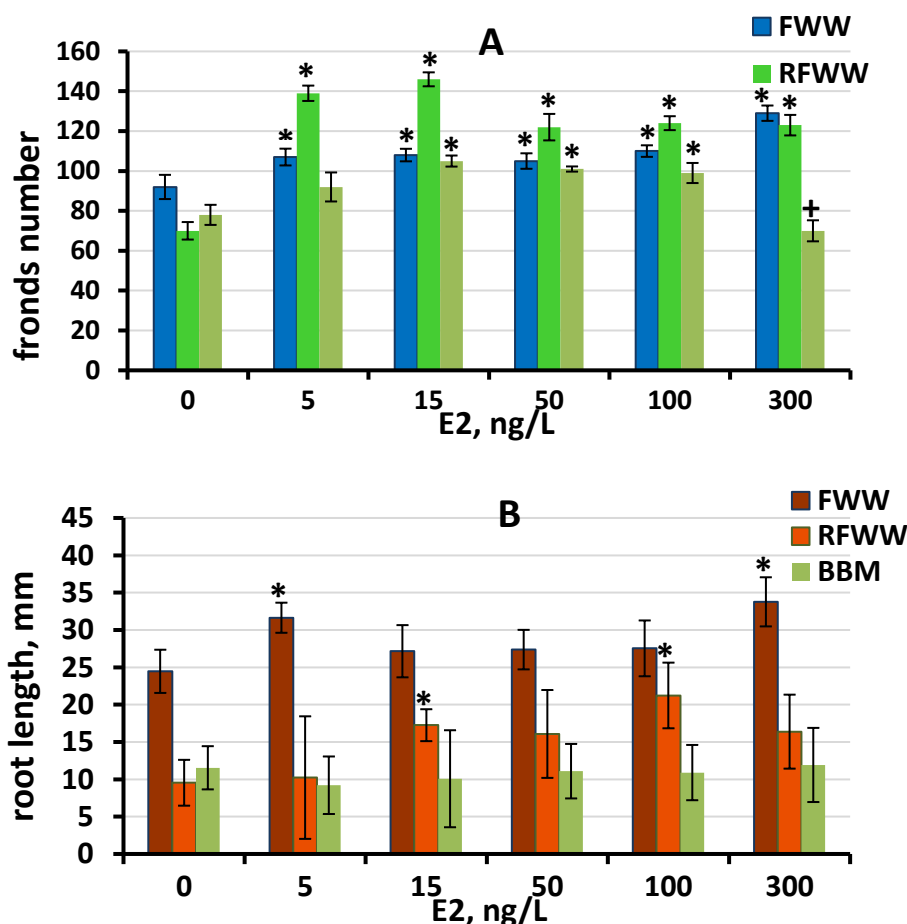 A
FWW
RFWW
fronds number
160
140
120
100
80
60
40
20
0
* * * * * * * * * * * * * +
0 5 15 50 100 300
E2, ng/L
B
FWW
RFWW
BBM
root length, mm
45
40
35
30
25
20
15
10
5
0
* * * *
0 5 15 50 100 300
E2, ng/L